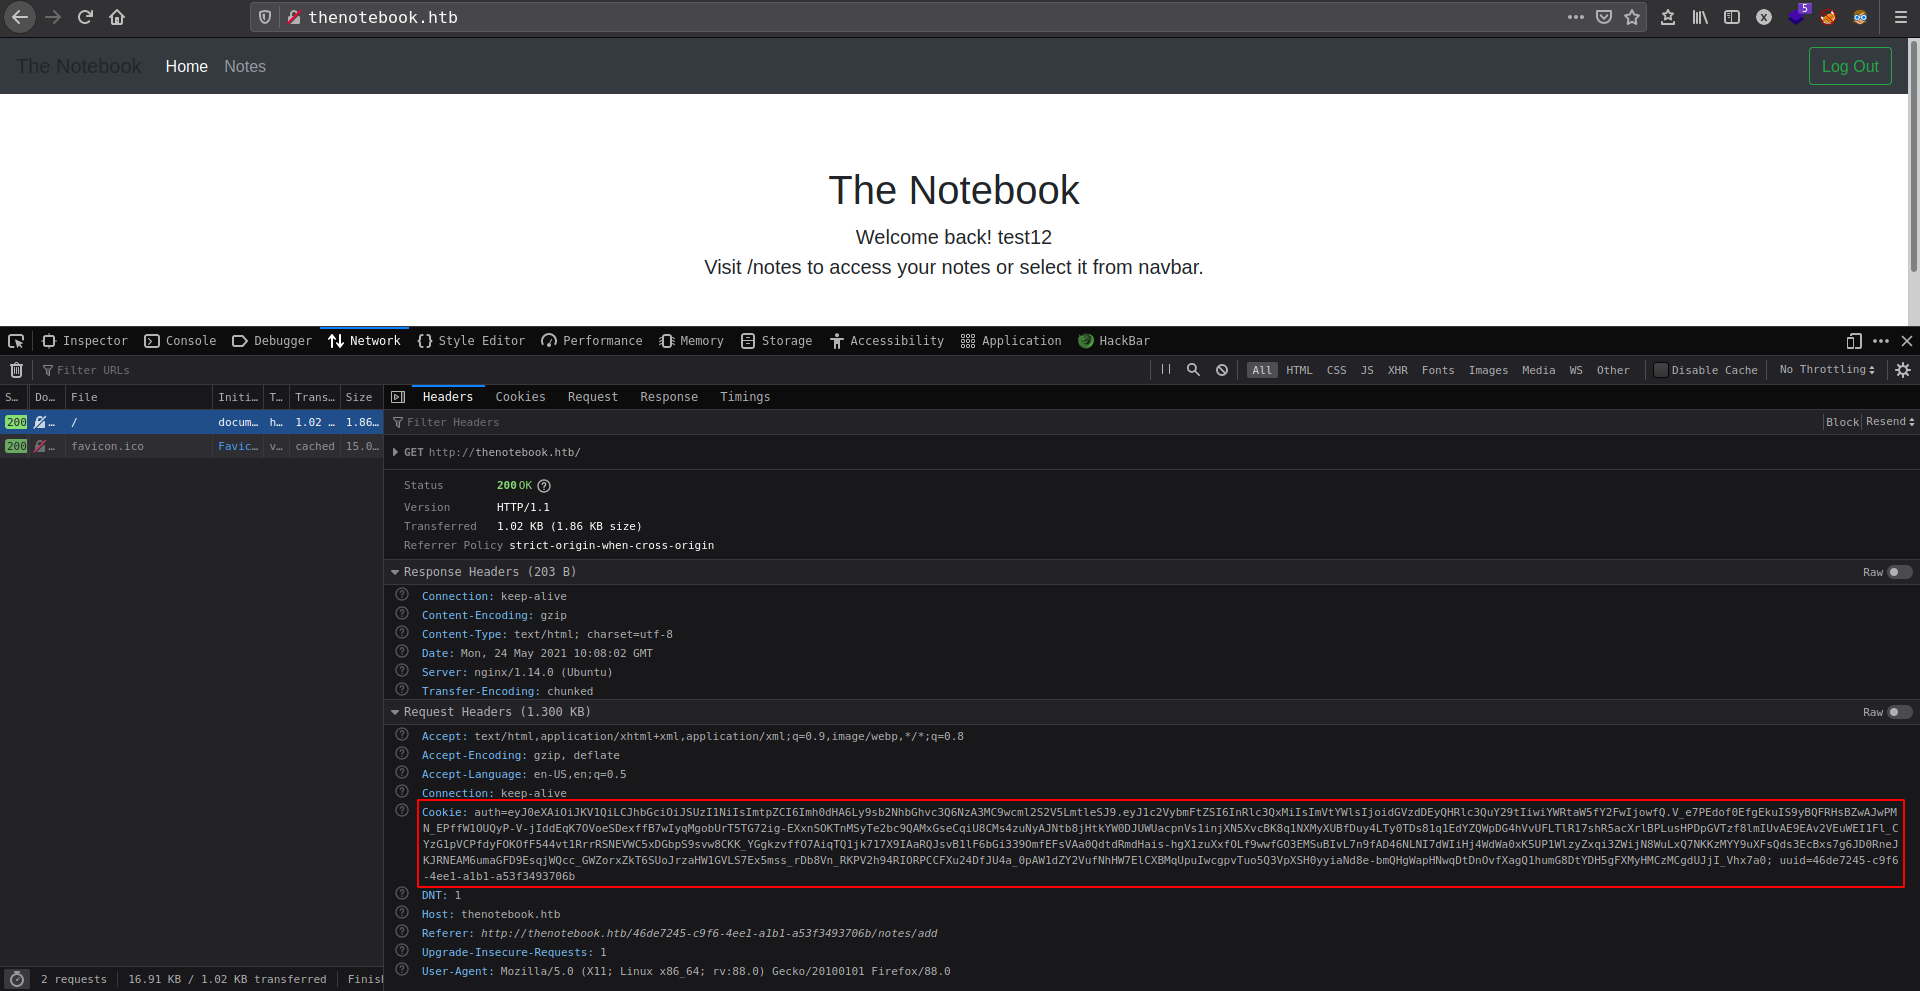 thenotebook.htb
5
The Notebook Home Notes Log Out
The Notebook
Welcome back! test12
Visit /notes to access your notes or select it from navbar.
Inspector Console Debugger Network Style Editor Performance Memory Storage Accessibility Application HackBar
Filter URLs All HTML CSS JS XHR Fonts Images Media WS Other Disable Cache No Throttling
S... Do... File Initi... T... Trans... Size Headers Cookies Request Response Timings
200 ... / docum... h... 1.02 ... 1.86...
Filter Headers Block Resend
200 ... favicon.ico Favic... v... cached 15.0...
GET http://thenotebook.htb/
Status 200 OK
Version HTTP/1.1
Transferred 1.02 KB (1.86 KB size)
Referrer Policy strict-origin-when-cross-origin
Response Headers (203 B) Raw
Connection: keep-alive
Content-Encoding: gzip
Content-Type: text/html; charset=utf-8
Date: Mon, 24 May 2021 10:08:02 GMT
Server: nginx/1.14.0 (Ubuntu)
Transfer-Encoding: chunked
Request Headers (1.300 KB) Raw
Accept: text/html,application/xhtml+xml,application/xml;q=0.9,image/webp,*/*;q=0.8
Accept-Encoding: gzip, deflate
Accept-Language: en-US,en;q=0.5
Connection: keep-alive
Cookie:
uuid=46de7245-c9f6
-4ee1-a1b1-a53f3493706b
DNT: 1
Host: thenotebook.htb
Referer: http://thenotebook.htb/46de7245-c9f6-4ee1-a1b1-a53f3493706b/notes/add
Upgrade-Insecure-Requests: 1
User-Agent: Mozilla/5.0 (X11; Linux x86_64; rv:88.0) Gecko/20100101 Firefox/88.0
2 requests 16.91 KB / 1.02 KB transferred